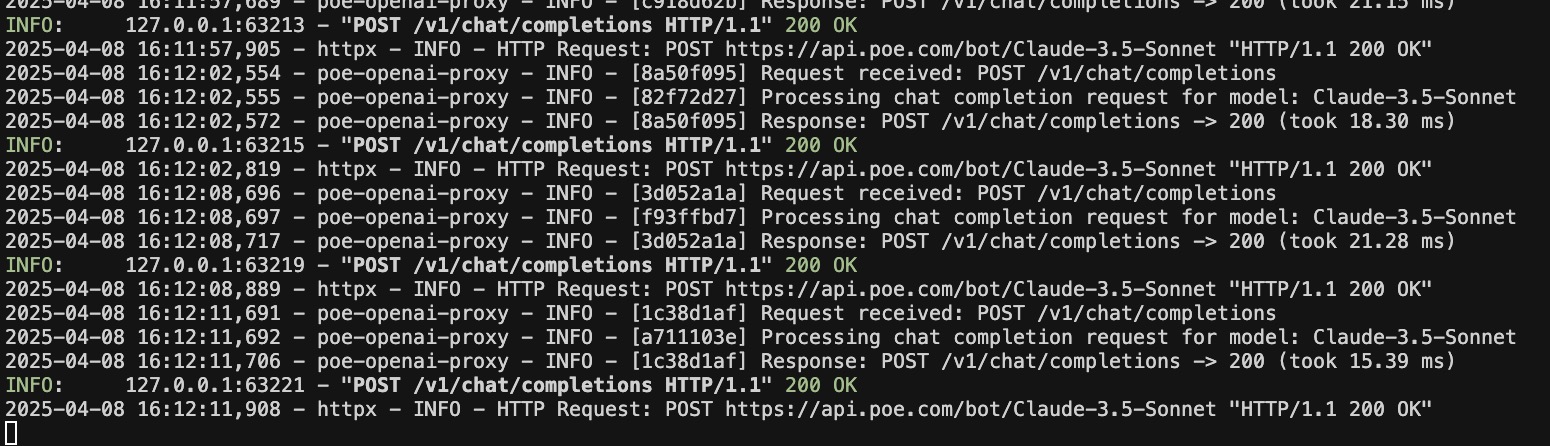 2025-04-08 16:11:57,689 – poe-openai-proxy – INFO – [c918d62b] Response: POST /v1/chat/completions –> 200 (took 21.15 ms)
INFO:     127.0.0.1:63213 – "POST /v1/chat/completions HTTP/1.1" 200 OK
2025-04-08 16:11:57,905 – httpx – INFO – HTTP Request: POST https://api.poe.com/bot/Claude-3.5-Sonnet "HTTP/1.1 200 OK"
2025-04-08 16:12:02,554 – poe-openai-proxy – INFO – [8a50f095] Request received: POST /v1/chat/completions
2025-04-08 16:12:02,555 – poe-openai-proxy – INFO – [82f72d27] Processing chat completion request for model: Claude-3.5-Sonnet
2025-04-08 16:12:02,572 – poe-openai-proxy – INFO – [8a50f095] Response: POST /v1/chat/completions –> 200 (took 18.30 ms)
INFO:     127.0.0.1:63215 – "POST /v1/chat/completions HTTP/1.1" 200 OK
2025-04-08 16:12:02,819 – httpx – INFO – HTTP Request: POST https://api.poe.com/bot/Claude-3.5-Sonnet "HTTP/1.1 200 OK"
2025-04-08 16:12:08,696 – poe-openai-proxy – INFO – [3d052a1a] Request received: POST /v1/chat/completions
2025-04-08 16:12:08,697 – poe-openai-proxy – INFO – [f93ffbd7] Processing chat completion request for model: Claude-3.5-Sonnet
2025-04-08 16:12:08,717 – poe-openai-proxy – INFO – [3d052a1a] Response: POST /v1/chat/completions –> 200 (took 21.28 ms)
INFO:     127.0.0.1:63219 – "POST /v1/chat/completions HTTP/1.1" 200 OK
2025-04-08 16:12:08,889 – httpx – INFO – HTTP Request: POST https://api.poe.com/bot/Claude-3.5-Sonnet "HTTP/1.1 200 OK"
2025-04-08 16:12:11,691 – poe-openai-proxy – INFO – [1c38d1af] Request received: POST /v1/chat/completions
2025-04-08 16:12:11,692 – poe-openai-proxy – INFO – [a711103e] Processing chat completion request for model: Claude-3.5-Sonnet
2025-04-08 16:12:11,706 – poe-openai-proxy – INFO – [1c38d1af] Response: POST /v1/chat/completions –> 200 (took 15.39 ms)
INFO:     127.0.0.1:63221 – "POST /v1/chat/completions HTTP/1.1" 200 OK
2025-04-08 16:12:11,908 – httpx – INFO – HTTP Request: POST https://api.poe.com/bot/Claude-3.5-Sonnet "HTTP/1.1 200 OK"